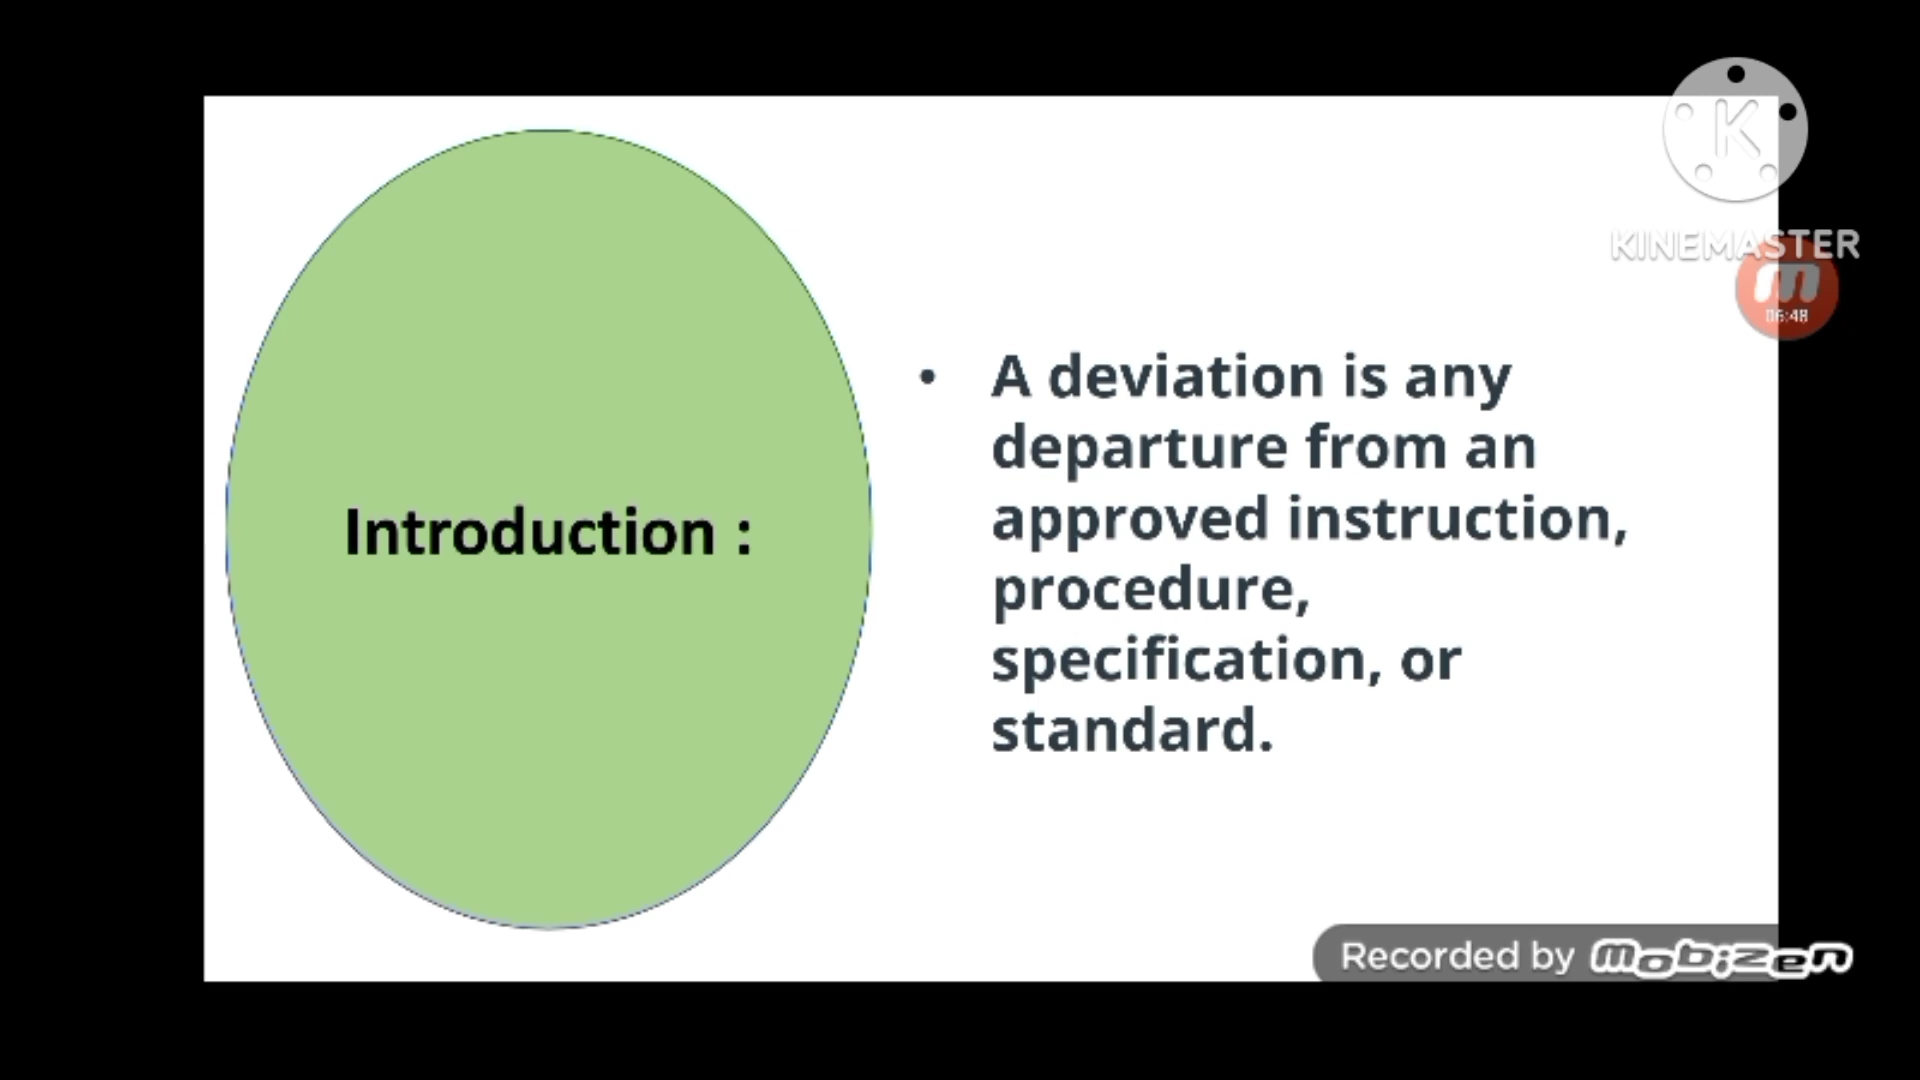 Introduction :
A deviation is any
departure from an
approved instruction,
procedure,
specification, or
standard.
K
KINEMASTER
m
06:48
Recorded by mobizen